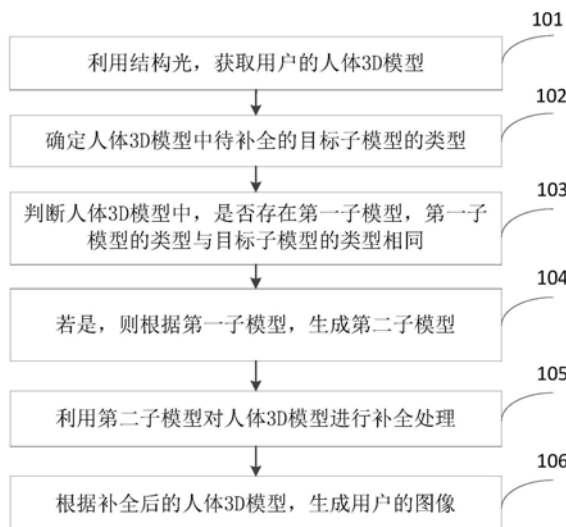 101
利用结构光，获取用户的人体3D模型
102
确定人体3D模型中待补全的目标子模型的类型
103
判断人体3D模型中，是否存在第一子模型，第一子
模型的类型与目标子模型的类型相同
104
若是，则根据第一子模型，生成第二子模型
105
利用第二子模型对人体3D模型进行补全处理
106
根据补全后的人体3D模型，生成用户的图像